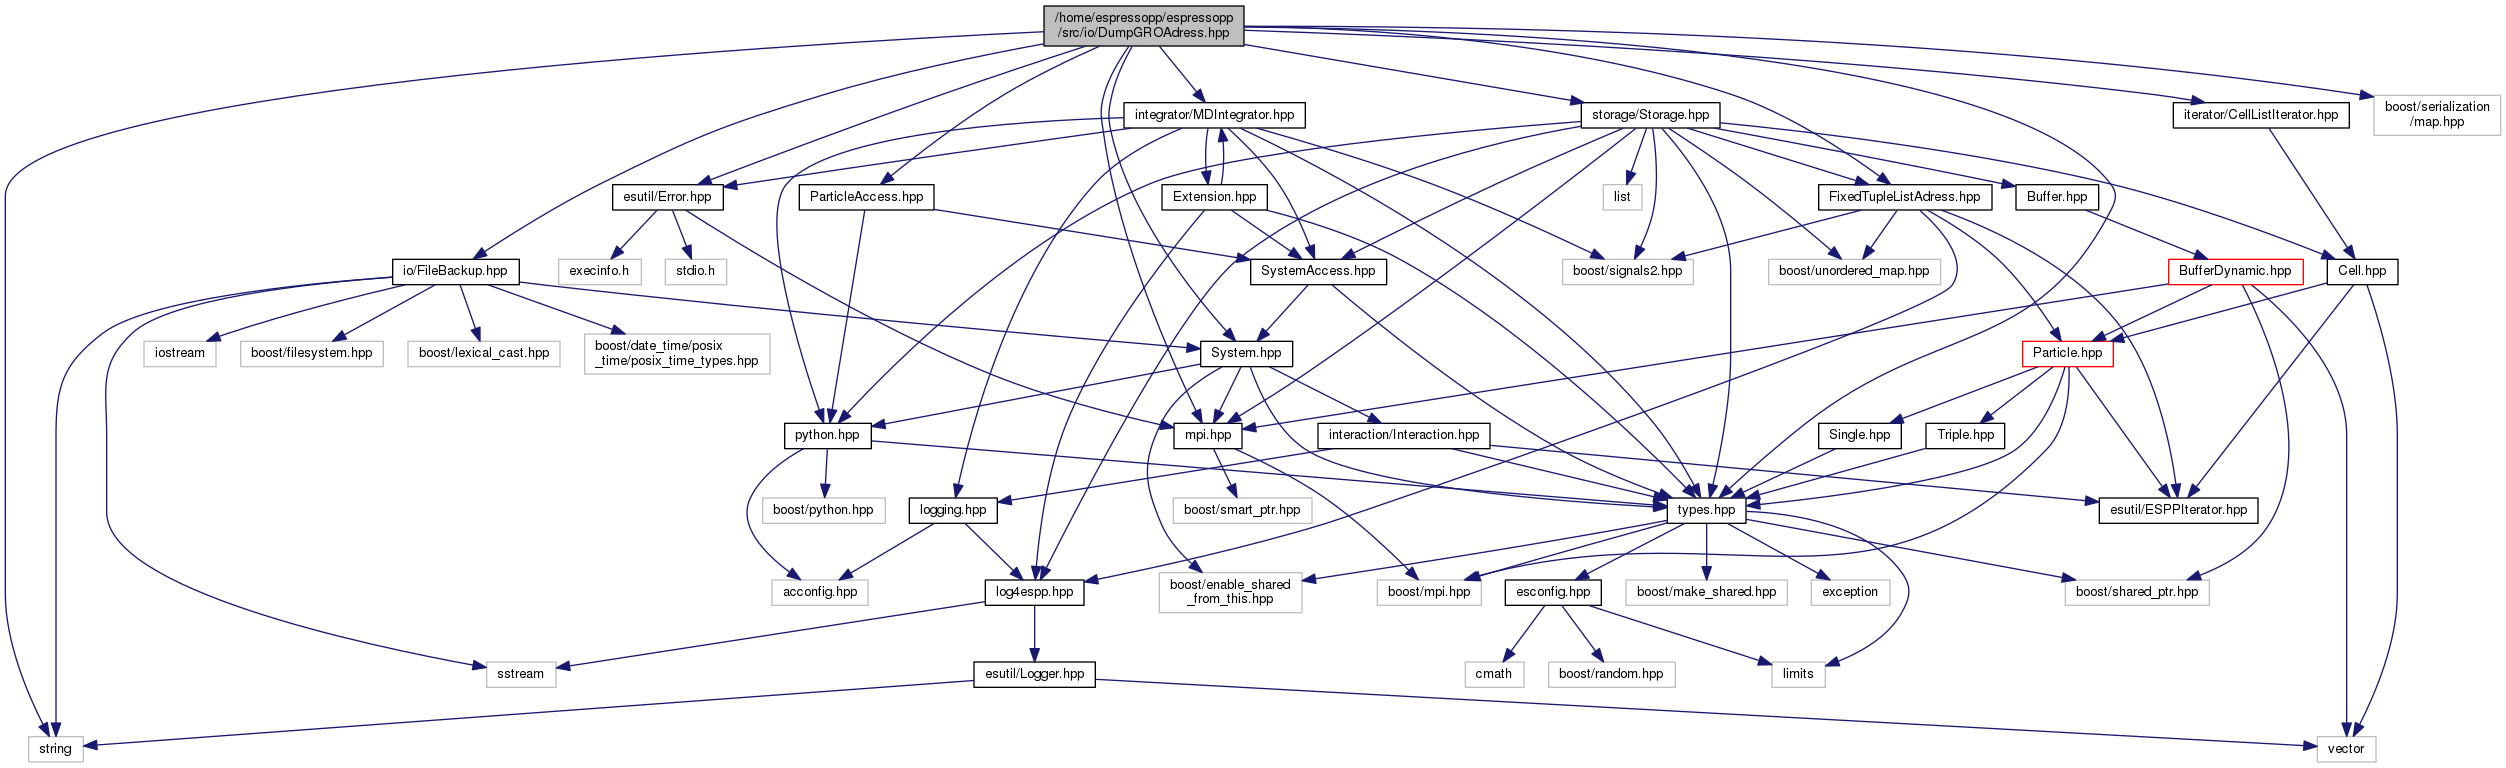 /home/espressopp/espressopp
/src/io/DumpGROAdress.hpp
integrator/MDIntegrator.hpp
storage/Storage.hpp
iterator/CellListIterator.hpp
boost/serialization
/map.hpp
esutil/Error.hpp
ParticleAccess.hpp
Extension.hpp
list
FixedTupleListAdress.hpp
Buffer.hpp
io/FileBackup.hpp
execinfo.h
stdio.h
SystemAccess.hpp
boost/signals2.hpp
boost/unordered_map.hpp
BufferDynamic.hpp
Cell.hpp
iostream
boost/filesystem.hpp
boost/lexical_cast.hpp
boost/date_time/posix
_time/posix_time_types.hpp
System.hpp
Particle.hpp
python.hpp
mpi.hpp
interaction/Interaction.hpp
Single.hpp
Triple.hpp
boost/python.hpp
logging.hpp
boost/smart_ptr.hpp
types.hpp
esutil/ESPPIterator.hpp
acconfig.hpp
log4espp.hpp
boost/enable_shared
_from_this.hpp
boost/mpi.hpp
esconfig.hpp
boost/make_shared.hpp
exception
boost/shared_ptr.hpp
sstream
esutil/Logger.hpp
cmath
boost/random.hpp
limits
string
vector